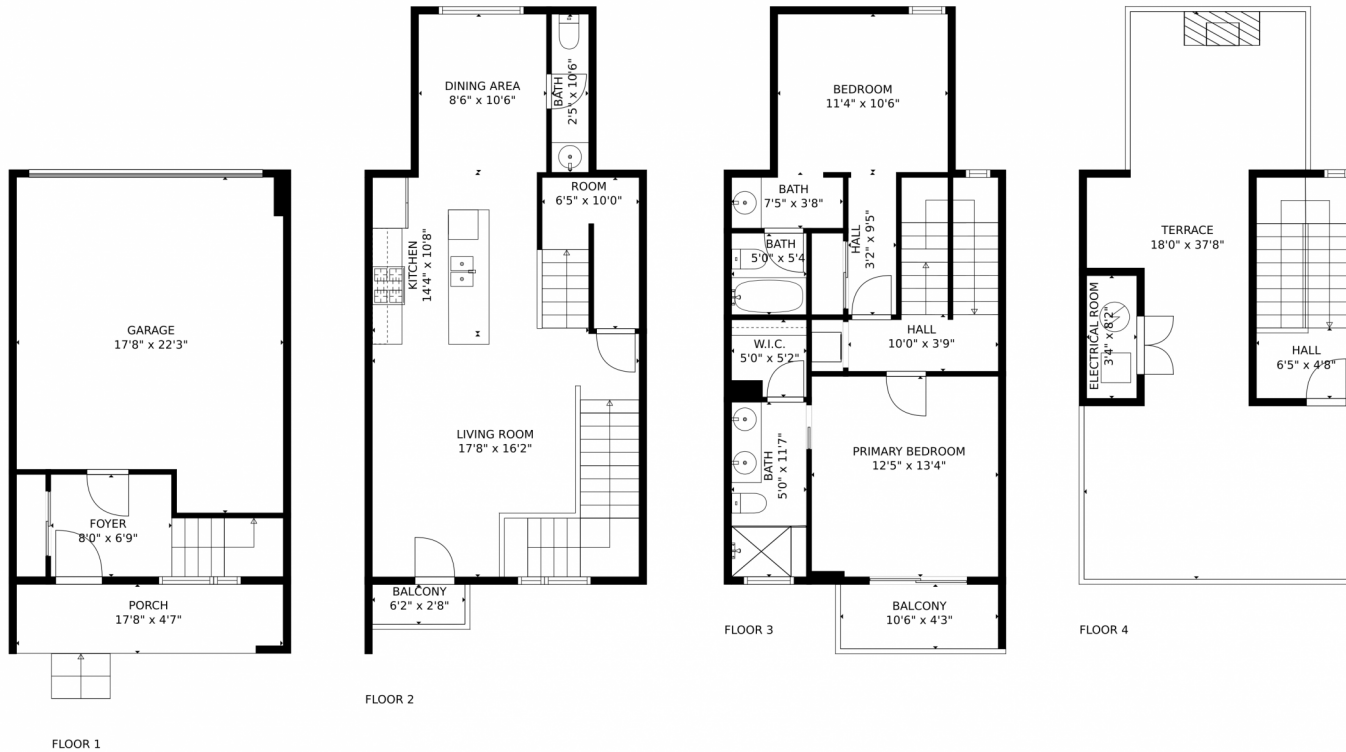 GARAGE
17'8" x 22'3"
FOYER
8'0" x 6'9"
PORCH
17'8" x 4'7"
FLOOR 1
DINING AREA
8'6" x 10'6"
BATH
2'5" x 10'6"
ROOM
6'5" x 10'0"
KITCHEN
14'4" x 10'8"
LIVING ROOM
17'8" x 16'2"
BALCONY
6'2" x 2'8"
FLOOR 2
BEDROOM
11'4" x 10'6"
BATH
7'5" x 3'8"
BATH
5'0" x 5'4
HALL
3'2" x 9'5"
W.I.C.
5'0" x 5'2"
HALL
10'0" x 3'9"
BATH
5'0" x 11'7"
PRIMARY BEDROOM
12'5" x 13'4"
BALCONY
10'6" x 4'3"
FLOOR 3
TERRACE
18'0" x 37'8"
ELECTRICAL ROOM
3'4" x 8'2"
HALL
6'5" x 4'8"
FLOOR 4